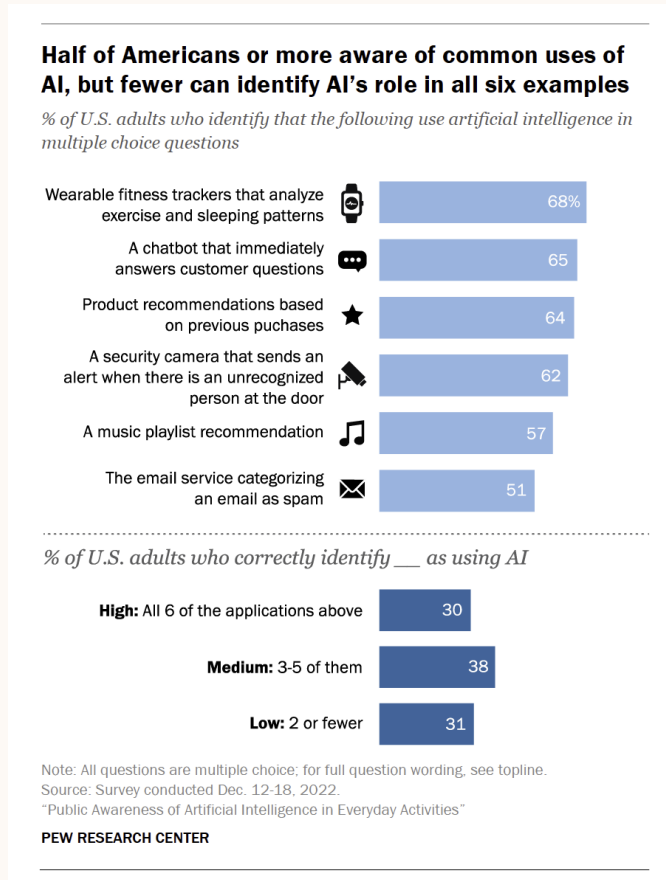 Half of Americans or more aware of common uses of
AI, but fewer can identify AI's role in all six examples
% of U.S. adults who identify that the following use artificial intelligence in
multiple choice questions
Wearable fitness trackers that analyze
exercise and sleeping patterns
68%
A chatbot that immediately
answers customer questions
65
Product recommendations based
on previous puchases
64
A security camera that sends an
alert when there is an unrecognized
person at the door
62
A music playlist recommendation
57
The email service categorizing
an email as spam
51
% of U.S. adults who correctly identify __ as using AI
High: All 6 of the applications above
30
Medium: 3-5 of them
38
Low: 2 or fewer
31
Note: All questions are multiple choice; for full question wording, see topline.
Source: Survey conducted Dec. 12-18, 2022.
“Public Awareness of Artificial Intelligence in Everyday Activities”
PEW RESEARCH CENTER